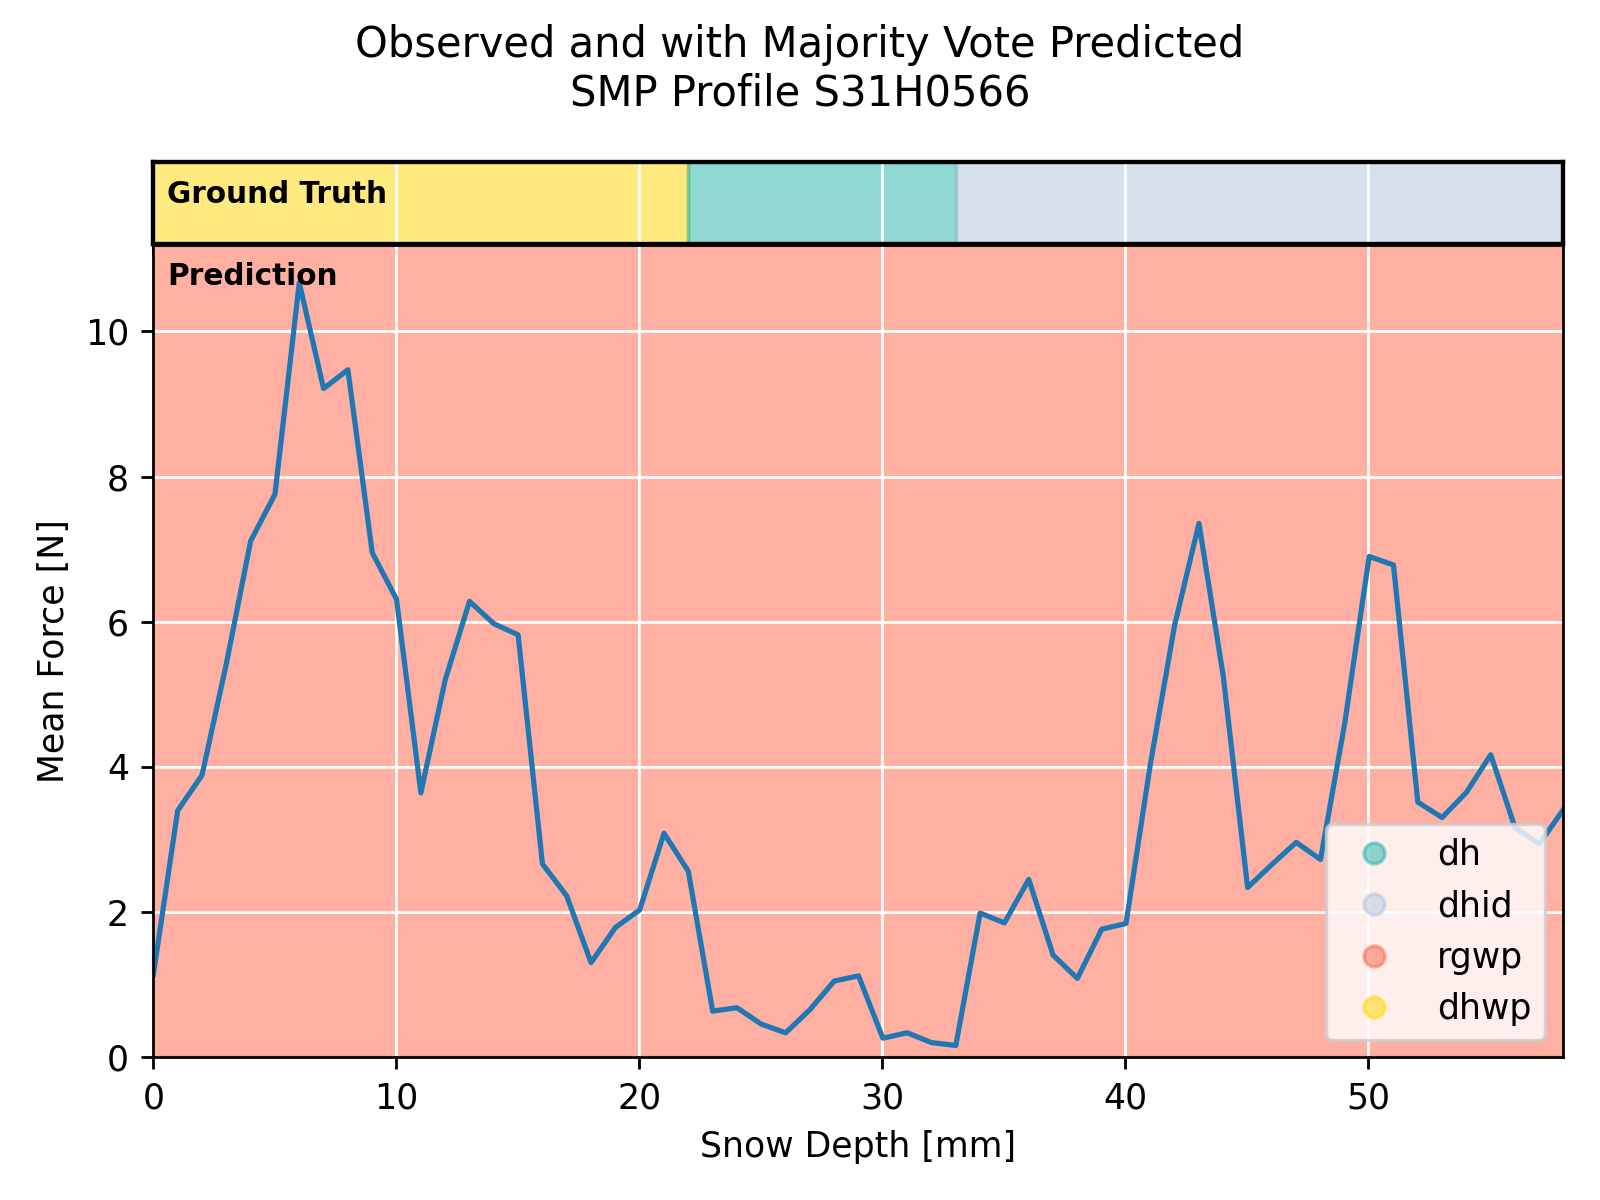 Observed and with Majority Vote Predicted
SMP Profile S31H0566
Ground Truth
Prediction
10
8
6
4
2
0
Mean Force [N]
0 10 20 30 40 50
Snow Depth [mm]
dh
dhid
rgwp
dhwp